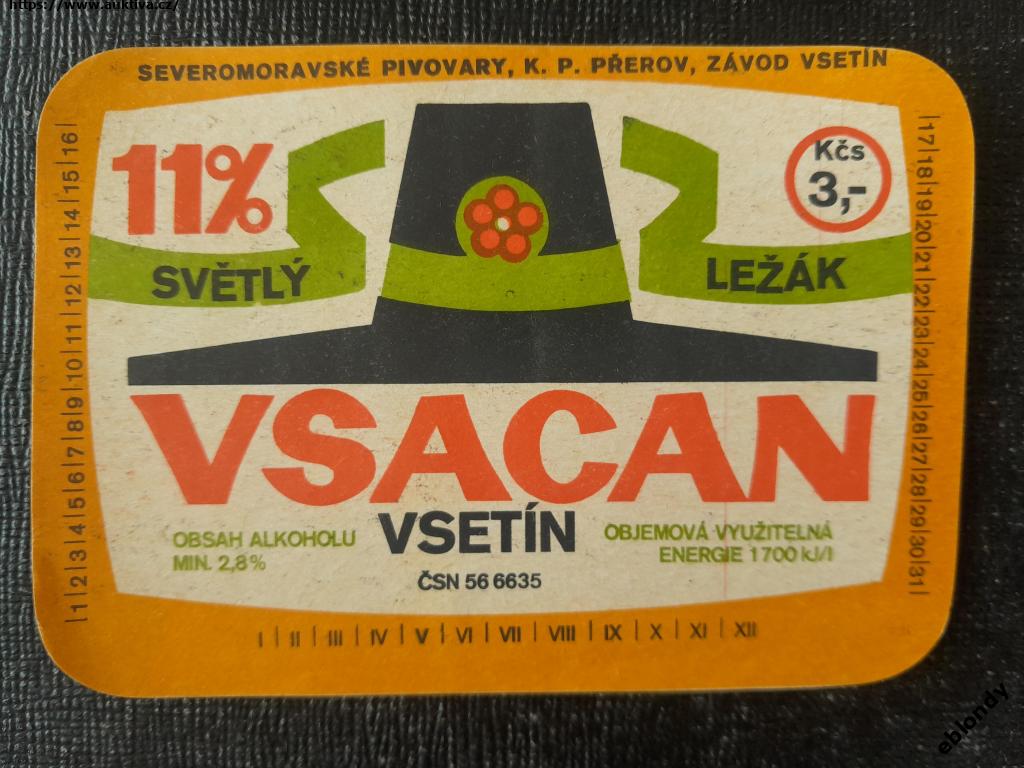 https://www.auktiva.cz/
SEVEROMORAVSKÉ PIVOVARY, K. P. PŘEROV, ZÁVOD VSETÍN
11%
Kčs
3,-
SVĚTLÝ
LEŽÁK
VSACAN
VSETÍN
OBSAH ALKOHOLU
MIN. 2,8%
OBJEMOVÁ VYUŽITELNÁ
ENERGIE 1700 kJ/l
ČSN 56 6635
|1|2|3|4|5|6|7|8|9|10|11|12|13|14|15|16|
|17|18|19|20|21|22|23|24|25|26|27|28|29|30|31|
I | II | III | IV | V | VI | VII | VIII | IX | X | XI | XII
eblondy